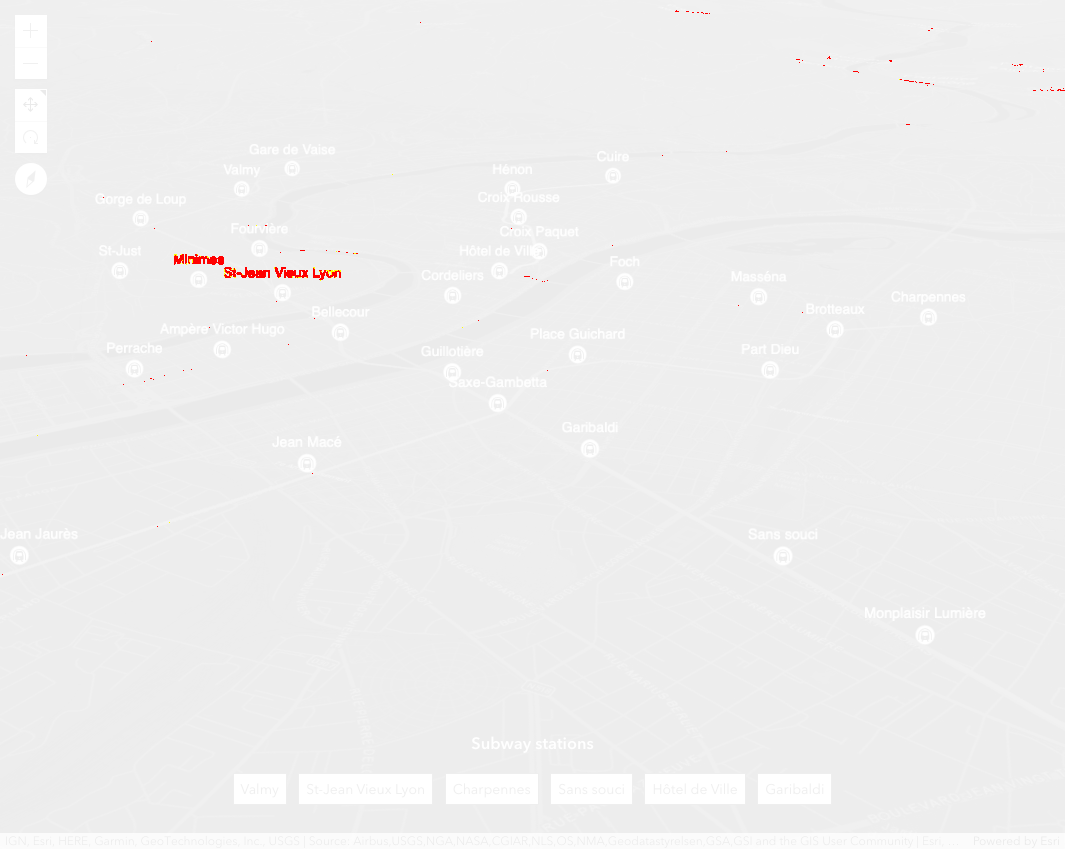 Gare de Vaise
Cuire
Valmy
Hénon
Gorge de Loup
Croix Rousse
Fourvière
Croix Paquet
St-Just
Minimes
Hôtel de Ville
Foch
St-Jean Vieux Lyon
Cordeliers
Masséna
Charpennes
Bellecour
Brotteaux
Ampère Victor Hugo
Place Guichard
Perrache
Guillotière
Part Dieu
Saxe-Gambetta
Garibaldi
Jean Macé
Jean Jaurès
Sans souci
Monplaisir Lumière
Subway stations
Valmy St-Jean Vieux Lyon Charpennes Sans souci Hôtel de Ville Garibaldi
IGN, Esri, HERE, Garmin, GeoTechnologies, Inc., USGS | Source: Airbus,USGS,NGA,NASA,CGIAR,NLS,OS,NMA,Geodatastyrelsen,GSA,GSI and the GIS User Community | Esri, Powered by Esri